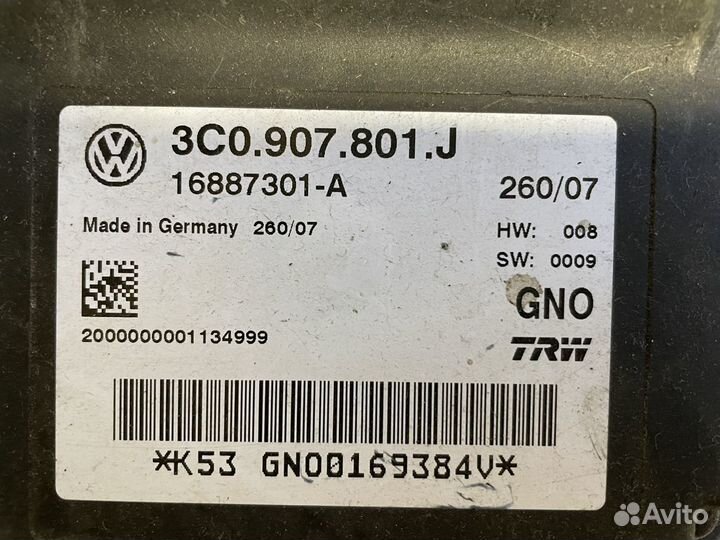 3C0.907.801.J
16887301-A 260/07
Made in Germany 260/07 HW: 008
SW: 0009
GNO
2000000001134999
TRW
*K53 GNO0169384V*
Avito